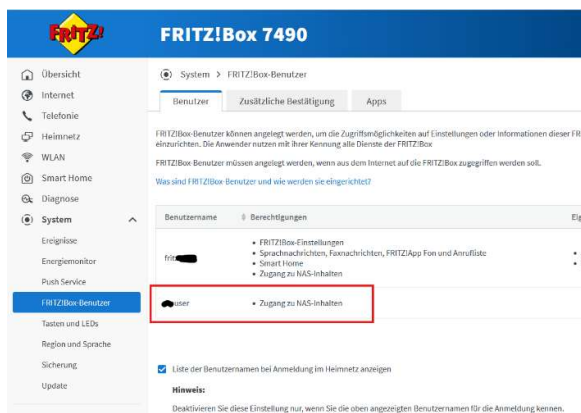 FRITZ!
FRITZ!Box 7490
Übersicht
Internet
Telefonie
Heimnetz
WLAN
Smart Home
Diagnose
System
Ereignisse
Energiemonitor
Push Service
FRITZ!Box-Benutzer
Tasten und LEDs
Region und Sprache
Sicherung
Update
System > FRITZ!Box-Benutzer
Benutzer Zusätzliche Bestätigung Apps
FRITZ!Box-Benutzer können angelegt werden, um die Zugriffsmöglichkeiten auf Einstellungen oder Informationen dieser FR
einzurichten. Die Anwender nutzen mit ihrer Kennung alle Dienste der FRITZ!Box
FRITZ!Box-Benutzer müssen angelegt werden, wenn aus dem Internet auf die FRITZ!Box zugegriffen werden soll.
Was sind FRITZ!Box-Benutzer und wie werden sie eingerichtet?
Benutzername Berechtigungen Eig
• FRITZ!Box-Einstellungen
• Sprachnachrichten, Faxnachrichten, FRITZ!App Fon und Anrufliste
frit
• Smart Home
• Zugang zu NAS-Inhalten
user • Zugang zu NAS-Inhalten
Liste der Benutzernamen bei Anmeldung im Heimnetz anzeigen
Hinweis:
Deaktivieren Sie diese Einstellung nur, wenn Sie die oben angezeigten Benutzernamen für die Anmeldung kennen.